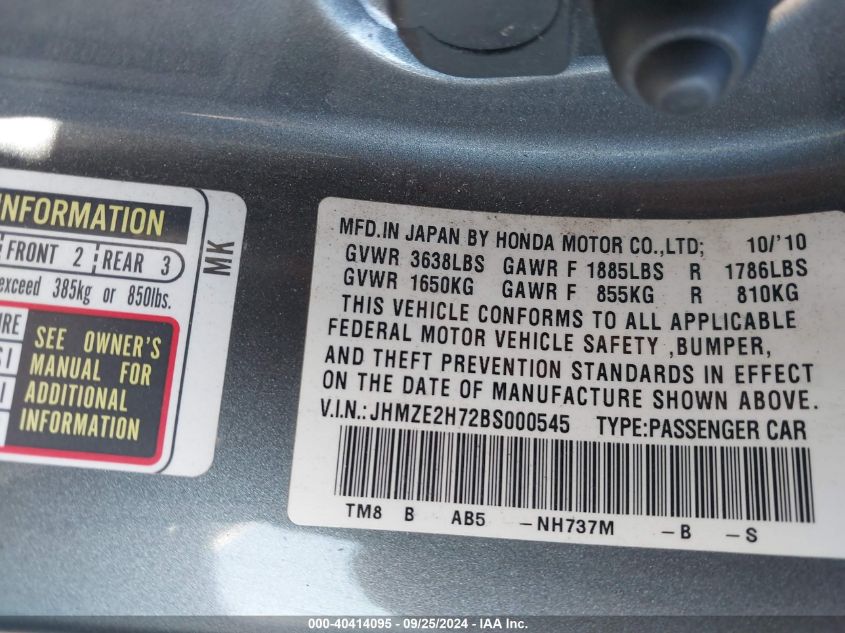 NFORMATION
FRONT 2 REAR 3
exceed 385kg or 850lbs.
SEE OWNER'S
MANUAL FOR
ADDITIONAL
INFORMATION
MK
MFD.IN JAPAN BY HONDA MOTOR CO.,LTD; 10/'10
GVWR 3638LBS GAWR F 1885LBS R 1786LBS
GVWR 1650KG GAWR F 855KG R 810KG
THIS VEHICLE CONFORMS TO ALL APPLICABLE
FEDERAL MOTOR VEHICLE SAFETY ,BUMPER,
AND THEFT PREVENTION STANDARDS IN EFFECT
ON THE DATE OF MANUFACTURE SHOWN ABOVE.
V.I.N.:JHMZE2H72BS000545 TYPE:PASSENGER CAR
TM8 B AB5 -NH737M -B -S
000-40414095 - 09/25/2024 - IAA Inc.